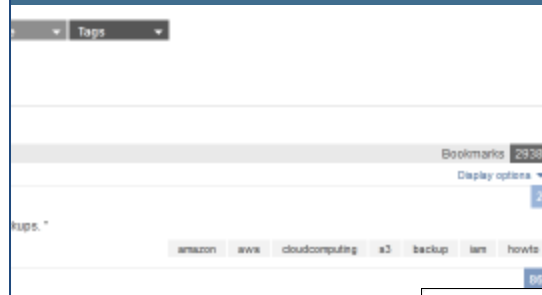 Tags
Bookmarks 2938
Display options
kups. "
amazon aws cloudcomputing s3 backup iam howto